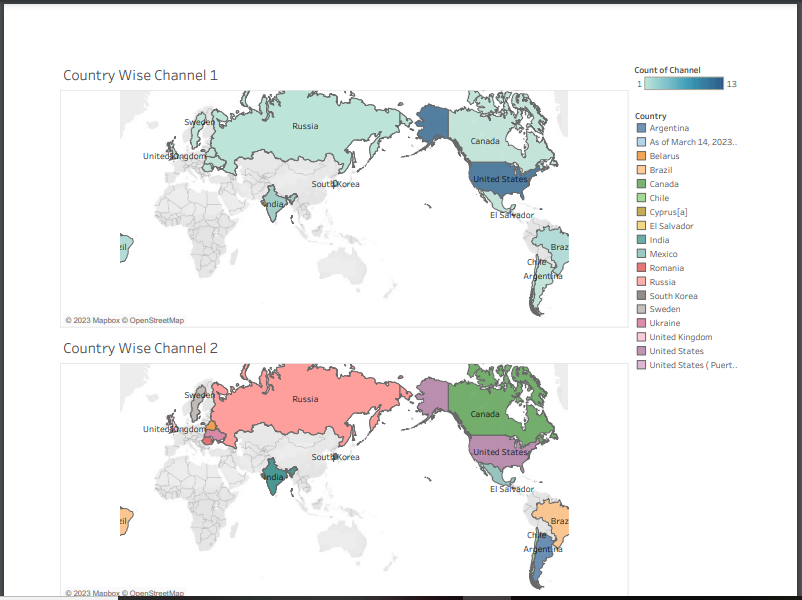 Country Wise Channel 1
Sweden
Russia
United Kingdom
South Korea
India
Canada
United States
El Salvador
zil
Braz
Chile
Argentina
© 2023 Mapbox © OpenStreetMap
Country Wise Channel 2
Sweden
Russia
United Kingdom
South Korea
India
Canada
United States
El Salvador
zil
Braz
Chile
Argentina
© 2023 Mapbox © OpenStreetMap
Count of Channel
1 13
Country
Argentina
As of March 14, 2023..
Belarus
Brazil
Canada
Chile
Cyprus[a]
El Salvador
India
Mexico
Romania
Russia
South Korea
Sweden
Ukraine
United Kingdom
United States
United States ( Puert..